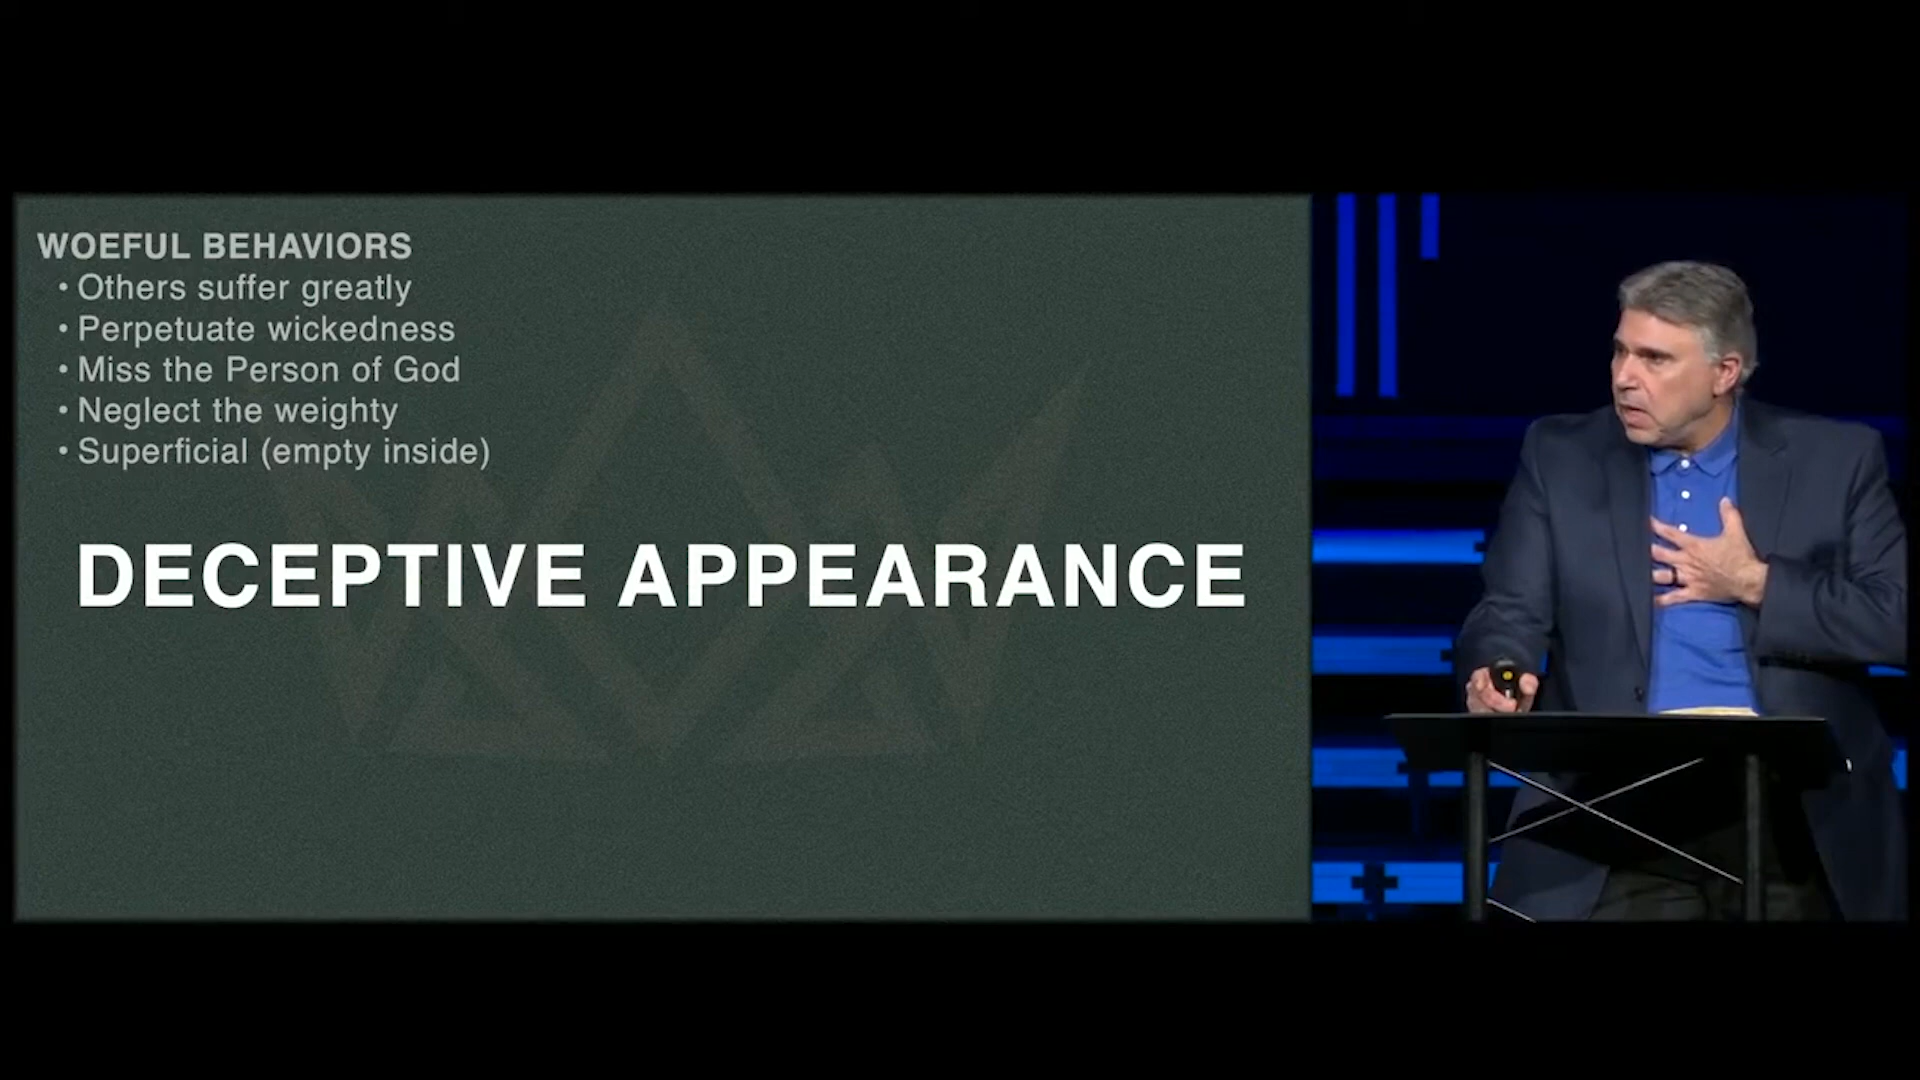 WOEFUL BEHAVIORS
• Others suffer greatly
• Perpetuate wickedness
• Miss the Person of God
• Neglect the weighty
• Superficial (empty inside)
DECEPTIVE APPEARANCE